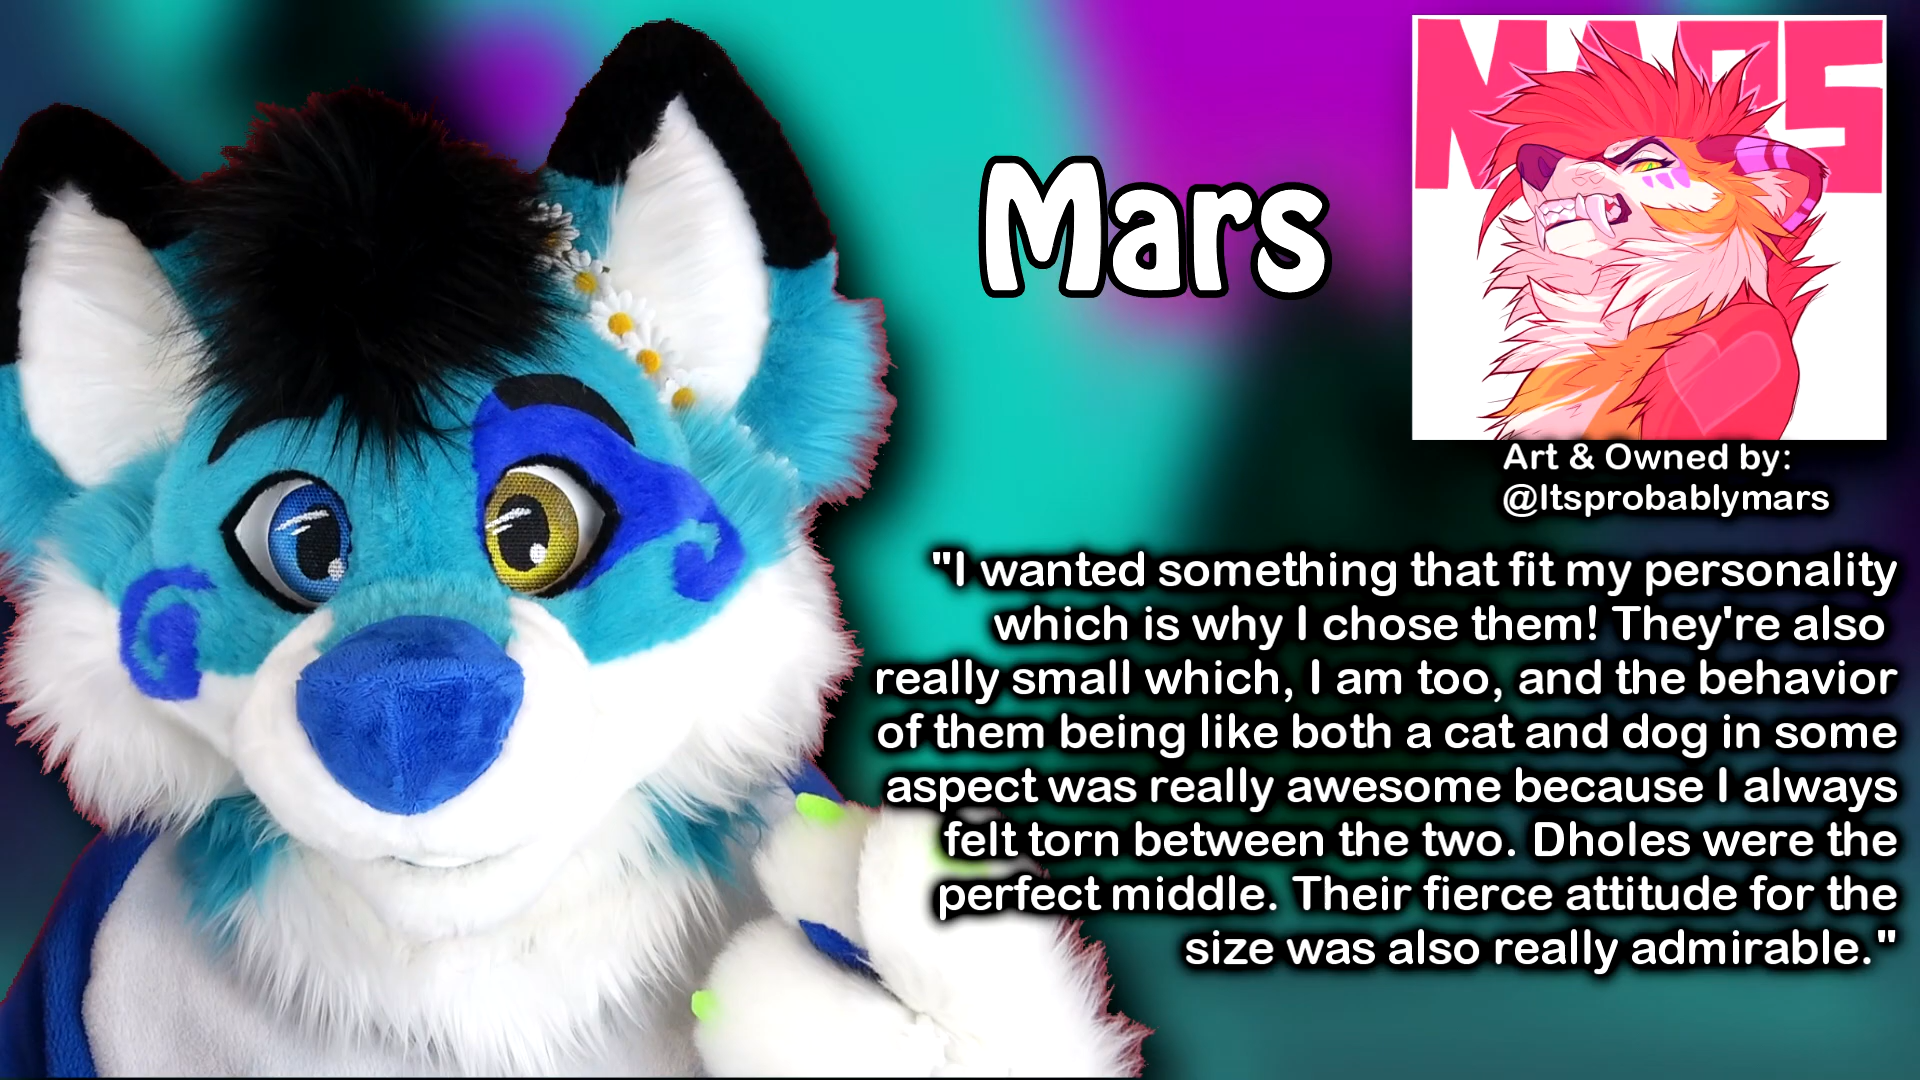 MARS
Mars
Art & Owned by:
@Itsprobablymars
"I wanted something that fit my personality
which is why I chose them! They're also
really small which, I am too, and the behavior
of them being like both a cat and dog in some
aspect was really awesome because I always
felt torn between the two. Dholes were the
perfect middle. Their fierce attitude for the
size was also really admirable."